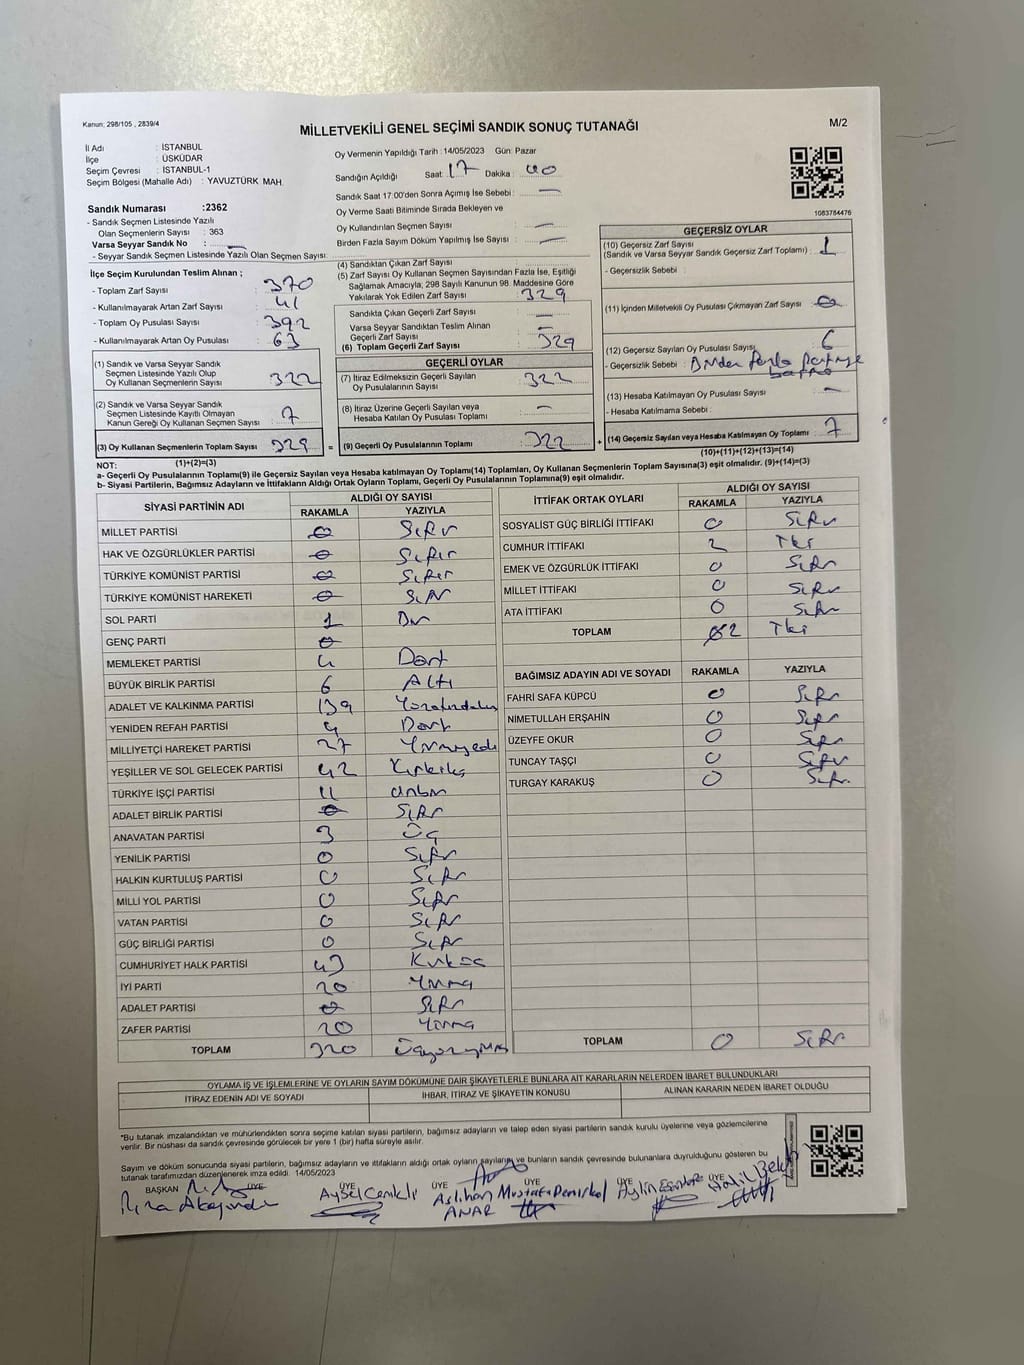 Kanun; 298/105 , 2839/4
MİLLETVEKİLİ GENEL SEÇİMİ SANDIK SONUÇ TUTANAĞI
M/2
İl Adı : İSTANBUL
İlçe : ÜSKÜDAR
Seçim Çevresi : İSTANBUL-1
Seçim Bölgesi (Mahalle Adı) : YAVUZTÜRK MAH.
Sandık Numarası :2362
- Sandık Seçmen Listesinde Yazılı
Olan Seçmenlerin Sayısı : 363
Varsa Seyyar Sandık No : —
- Seyyar Sandık Seçmen Listesinde Yazılı Olan Seçmen Sayısı:
İlçe Seçim Kurulundan Teslim Alınan ;
- Toplam Zarf Sayısı : 370
- Kullanılmayarak Artan Zarf Sayısı : 41
- Toplam Oy Pusulası Sayısı : 392
- Kullanılmayarak Artan Oy Pusulası : 63
(1) Sandık ve Varsa Seyyar Sandık
Seçmen Listesinde Yazılı Olup
Oy Kullanan Seçmenlerin Sayısı : 322
(2) Sandık ve Varsa Seyyar Sandık
Seçmen Listesinde Kayıtlı Olmayan
Kanun Gereği Oy Kullanan Seçmen Sayısı : 7
(3) Oy Kullanan Seçmenlerin Toplam Sayısı : 329
Oy Vermenin Yapıldığı Tarih : 14/05/2023 Gün: Pazar
Sandığın Açıldığı Saat : 17 Dakika : 40
Sandık Saat 17:00'den Sonra Açımış İse Sebebi : —
Oy Verme Saati Bitiminde Sırada Bekleyen ve
Oy Kullandırılan Seçmen Sayısı : —
Birden Fazla Sayım Döküm Yapılmış İse Sayısı : —
(4) Sandıktan Çıkan Zarf Sayısı :
(5) Zarf Sayısı Oy Kullanan Seçmen Sayısından Fazla İse, Eşitliği
Sağlamak Amacıyla, 298 Sayılı Kanunun 98. Maddesine Göre
Yakılarak Yok Edilen Zarf Sayısı : 329
Sandıkta Çıkan Geçerli Zarf Sayısı : —
Varsa Seyyar Sandıktan Teslim Alınan
Geçerli Zarf Sayısı : —
(6) Toplam Geçerli Zarf Sayısı : 329
GEÇERLİ OYLAR
(7) İtiraz Edilmeksizin Geçerli Sayılan
Oy Pusulalarının Sayısı : 322
(8) İtiraz Üzerine Geçerli Sayılan veya
Hesaba Katılan Oy Pusulası Toplamı : —
= (9) Geçerli Oy Pusulalarının Toplamı : 322 +
1083784476
GEÇERSİZ OYLAR
(10) Geçersiz Zarf Sayısı
(Sandık ve Varsa Seyyar Sandık Geçersiz Zarf Toplamı) : 1
- Geçersizlik Sebebi :
(11) İçinden Milletvekili Oy Pusulası Çıkmayan Zarf Sayısı : 0
(12) Geçersiz Sayılan Oy Pusulası Sayısı : 6
- Geçersizlik Sebebi : Birden fazla partiye
basma
(13) Hesaba Katılmayan Oy Pusulası Sayısı : —
- Hesaba Katılmama Sebebi :
(14) Geçersiz Sayılan veya Hesaba Katılmayan Oy Toplamı : 7
(1)+(2)=(3)
(10)+(11)+(12)+(13)=(14)
NOT:
a- Geçerli Oy Pusulalarının Toplamı(9) ile Geçersiz Sayılan veya Hesaba katılmayan Oy Toplamı(14) Toplamları, Oy Kullanan Seçmenlerin Toplam Sayısına(3) eşit olmalıdır. (9)+(14)=(3)
b- Siyasi Partilerin, Bağımsız Adayların ve İttifakların Aldığı Ortak Oyların Toplamı, Geçerli Oy Pusulalarının Toplamına(9) eşit olmalıdır.
SİYASİ PARTİNİN ADI ALDIĞI OY SAYISI
RAKAMLA YAZIYLA
MİLLET PARTİSİ 0 Sıfır
HAK VE ÖZGÜRLÜKLER PARTİSİ 0 Sıfır
TÜRKİYE KOMÜNİST PARTİSİ 0 Sıfır
TÜRKİYE KOMÜNİST HAREKETİ 0 Sıfır
SOL PARTİ 1 Bir
GENÇ PARTİ 0
MEMLEKET PARTİSİ 4 Dört
BÜYÜK BİRLİK PARTİSİ 6 Altı
ADALET VE KALKINMA PARTİSİ 139 Yüzotuzdokuz
YENİDEN REFAH PARTİSİ 4 Dört
MİLLİYETÇİ HAREKET PARTİSİ 27 Yirmiyedi
YEŞİLLER VE SOL GELECEK PARTİSİ 42 Kırkiki
TÜRKİYE İŞÇİ PARTİSİ 11 Onbir
ADALET BİRLİK PARTİSİ 0 Sıfır
ANAVATAN PARTİSİ 3 Üç
YENİLİK PARTİSİ 0 Sıfır
HALKIN KURTULUŞ PARTİSİ 0 Sıfır
MİLLİ YOL PARTİSİ 0 Sıfır
VATAN PARTİSİ 0 Sıfır
GÜÇ BİRLİĞİ PARTİSİ 0 Sıfır
CUMHURİYET HALK PARTİSİ 43 Kırküç
İYİ PARTİ 20 Yirmi
ADALET PARTİSİ 0 Sıfır
ZAFER PARTİSİ 20 Yirmi
TOPLAM 320 Üçyüzyirmi
İTTİFAK ORTAK OYLARI ALDIĞI OY SAYISI
RAKAMLA YAZIYLA
SOSYALİST GÜÇ BİRLİĞİ İTTİFAKI 0 Sıfır
CUMHUR İTTİFAKI 2 İki
EMEK VE ÖZGÜRLÜK İTTİFAKI 0 Sıfır
MİLLET İTTİFAKI 0 Sıfır
ATA İTTİFAKI 0 Sıfır
TOPLAM 2 İki
BAĞIMSIZ ADAYIN ADI VE SOYADI RAKAMLA YAZIYLA
FAHRİ SAFA KÜPCÜ 0 Sıfır
NİMETULLAH ERŞAHİN 0 Sıfır
ÜZEYFE OKUR 0 Sıfır
TUNCAY TAŞÇI 0 Sıfır
TURGAY KARAKUŞ 0 Sıfır
TOPLAM 0 Sıfır
OYLAMA İŞ VE İŞLEMLERİNE VE OYLARIN SAYIM DÖKÜMÜNE DAİR ŞİKAYETLERLE BUNLARA AİT KARARLARIN NELERDEN İBARET BULUNDUKLARI
İTİRAZ EDENİN ADI VE SOYADI İHBAR, İTİRAZ VE ŞİKAYETİN KONUSU ALINAN KARARIN NEDEN İBARET OLDUĞU
*Bu tutanak imzalandıktan ve mühürlendikten sonra seçime katılan siyasi partilerin, bağımsız adayların ve talep eden siyasi partilerin sandık kurulu üyelerine veya gözlemcilerine
verilir. Bir nüshası da sandık çevresinde görülecek bir yere 1 (bir) hafta süreyle asılır.
Sayım ve döküm sonucunda siyasi partilerin, bağımsız adayların ve ittifakların aldığı ortak oyların sayılarını ve bunların sandık çevresinde bulunanlara duyrulduğunu gösteren bu
tutanak tarafımızdan düzenlenerek imza edildi. 14/05/2023
BAŞKAN ÜYE ÜYE ÜYE ÜYE ÜYE ÜYE
Aysel Cenikli Aslıhan Mustafa Demirkol Aylin Halil
ANAR